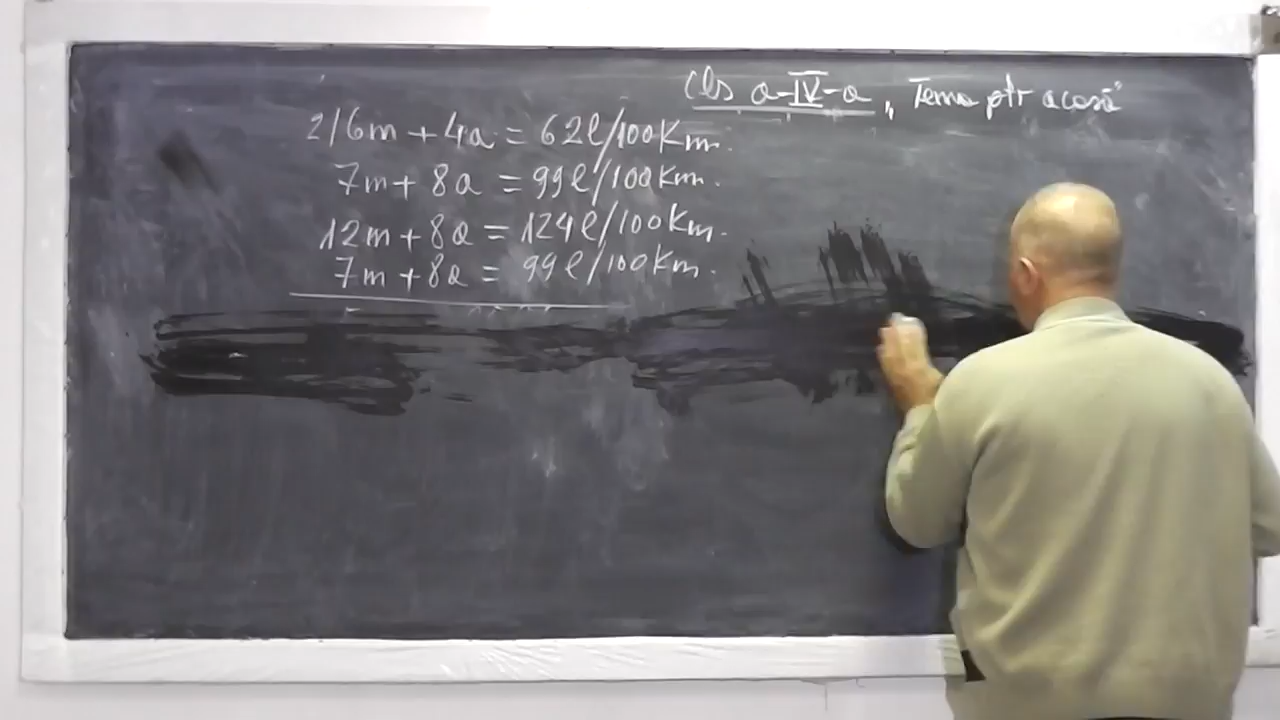 cls a-IV-a „Temă ptr acasă"
2/6m + 4a = 62l/100Km.
7m + 8a = 99l/100Km.
12m + 8a = 124l/100Km.
7m + 8a = 99l/100Km.